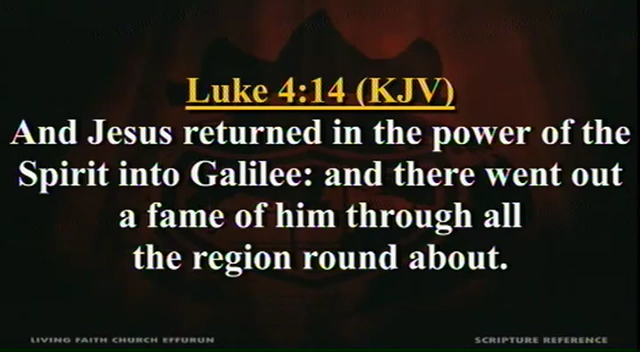 Luke 4:14 (KJV)
And Jesus returned in the power of the
Spirit into Galilee: and there went out
a fame of him through all
the region round about.
LIVING FAITH CHURCH EFFURUN
SCRIPTURE REFERENCE